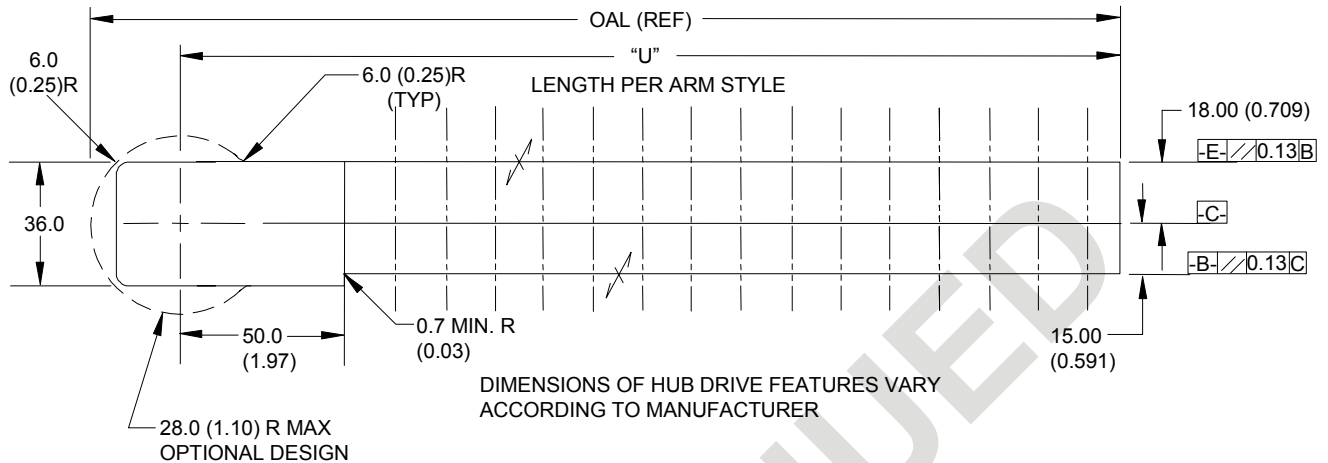 OAL (REF)
“U”
LENGTH PER ARM STYLE
6.0
(0.25)R
6.0 (0.25)R
(TYP)
18.00 (0.709)
-E- // 0.13 B
36.0
-C-
-B- // 0.13 C
50.0
(1.97)
0.7 MIN. R
(0.03)
15.00
(0.591)
DIMENSIONS OF HUB DRIVE FEATURES VARY
ACCORDING TO MANUFACTURER
28.0 (1.10) R MAX
OPTIONAL DESIGN
UED